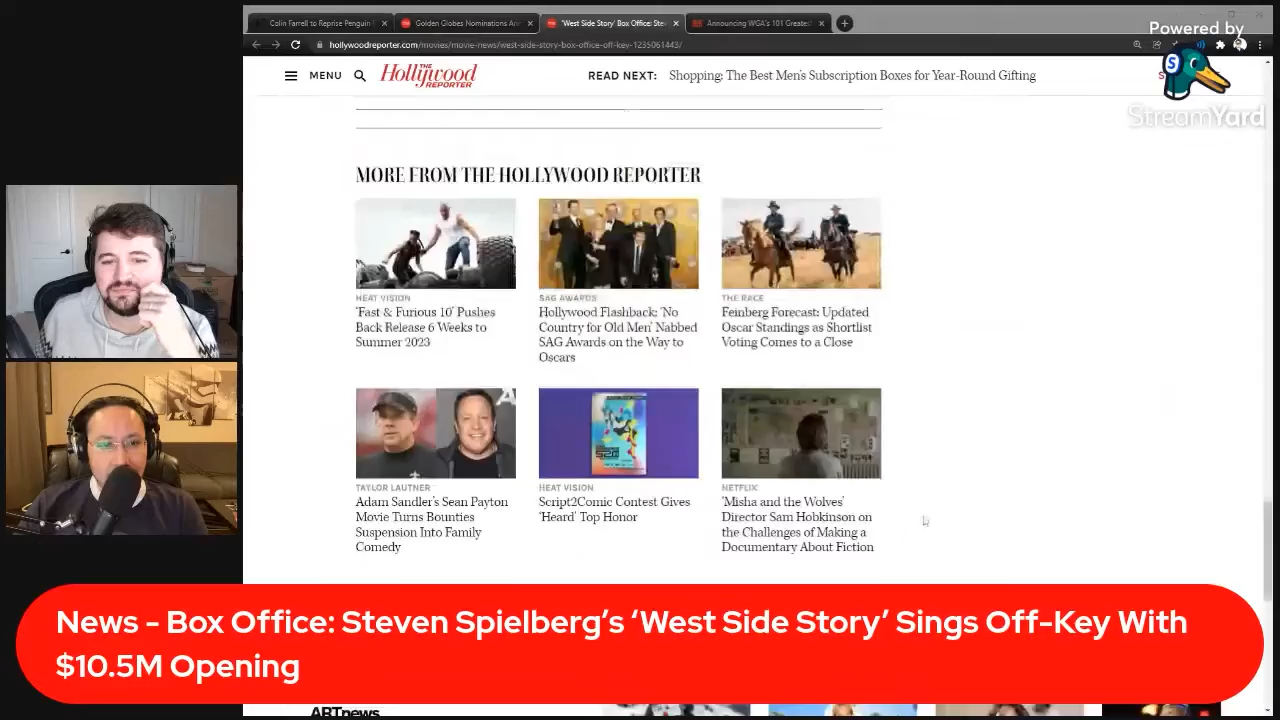 Colin Farrell to Reprise Penguin
Golden Globes Nominations An
'West Side Story' Box Office: Ste
Announcing WGA's 101 Greates
Powered by
hollywoodreporter.com/movies/movie-news/west-side-story-box-office-off-key-1235061443/
MENU
THE Hollywood REPORTER
READ NEXT: Shopping: The Best Men's Subscription Boxes for Year-Round Gifting
S
StreamYard
MORE FROM THE HOLLYWOOD REPORTER
HEAT VISION
'Fast & Furious 10' Pushes
Back Release 6 Weeks to
Summer 2023
SAG AWARDS
Hollywood Flashback: 'No
Country for Old Men' Nabbed
SAG Awards on the Way to
Oscars
THE RACE
Feinberg Forecast: Updated
Oscar Standings as Shortlist
Voting Comes to a Close
TAYLOR LAUTNER
Adam Sandler's Sean Payton
Movie Turns Bounties
Suspension Into Family
Comedy
HEAT VISION
Script2Comic Contest Gives
'Heard' Top Honor
NETFLIX
'Misha and the Wolves'
Director Sam Hobkinson on
the Challenges of Making a
Documentary About Fiction
News - Box Office: Steven Spielberg's 'West Side Story' Sings Off-Key With
$10.5M Opening
ARTnews